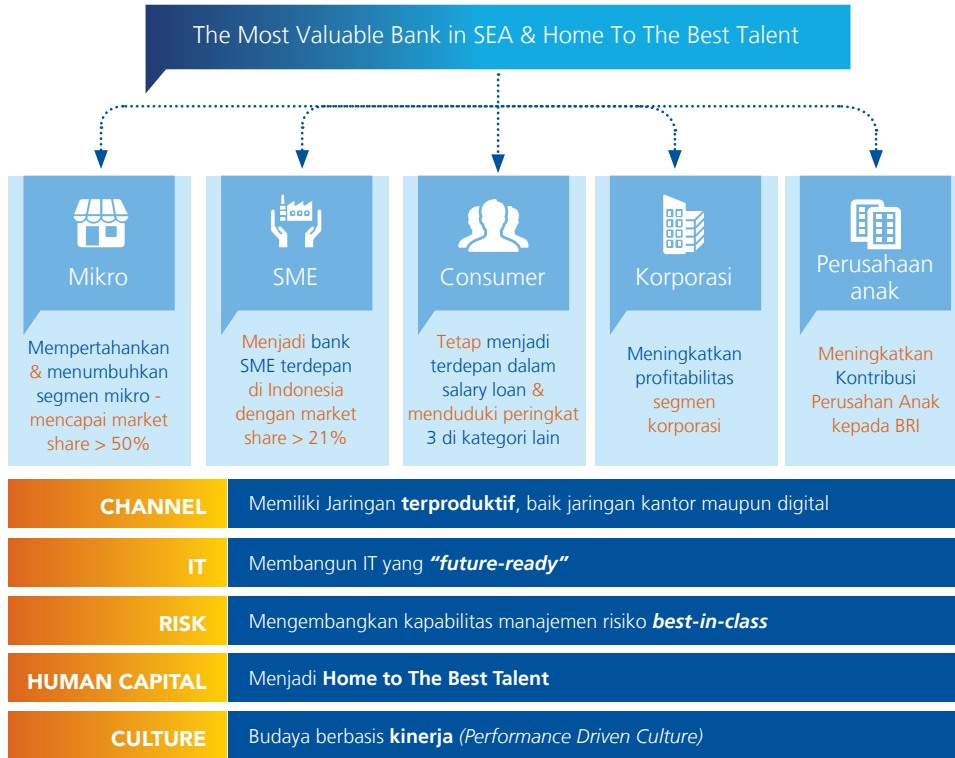 The Most Valuable Bank in SEA & Home To The Best Talent
Mikro
Mempertahankan
& menumbuhkan
segmen mikro -
mencapai market
share > 50%
SME
Menjadi bank
SME terdepan
di Indonesia
dengan market
share > 21%
Consumer
Tetap menjadi
terdepan dalam
salary loan &
menduduki peringkat
3 di kategori lain
Korporasi
Meningkatkan
profitabilitas
segmen
korporasi
Perusahaan
anak
Meningkatkan
Kontribusi
Perusahan Anak
kepada BRI
CHANNEL Memiliki Jaringan terproduktif, baik jaringan kantor maupun digital
IT Membangun IT yang “future-ready”
RISK Mengembangkan kapabilitas manajemen risiko best-in-class
HUMAN CAPITAL Menjadi Home to The Best Talent
CULTURE Budaya berbasis kinerja (Performance Driven Culture)